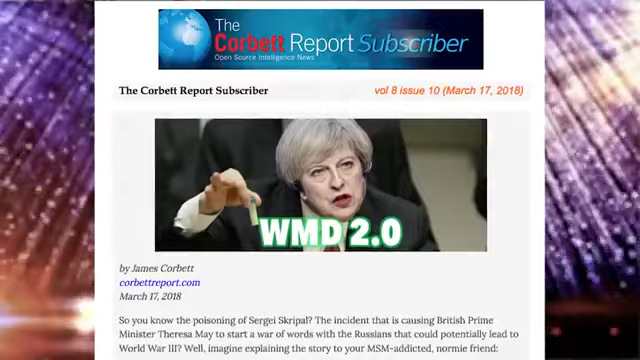 The
Corbett Report Subscriber
Open Source Intelligence News
The Corbett Report Subscriber vol 8 issue 10 (March 17, 2018)
WMD 2.0
by James Corbett
corbettreport.com
March 17, 2018
So you know the poisoning of Sergei Skripal? The incident that is causing British Prime
Minister Theresa May to start a war of words with the Russians that could potentially lead to
World War III? Well, imagine explaining the story to your MSM-addicted, normie friend: